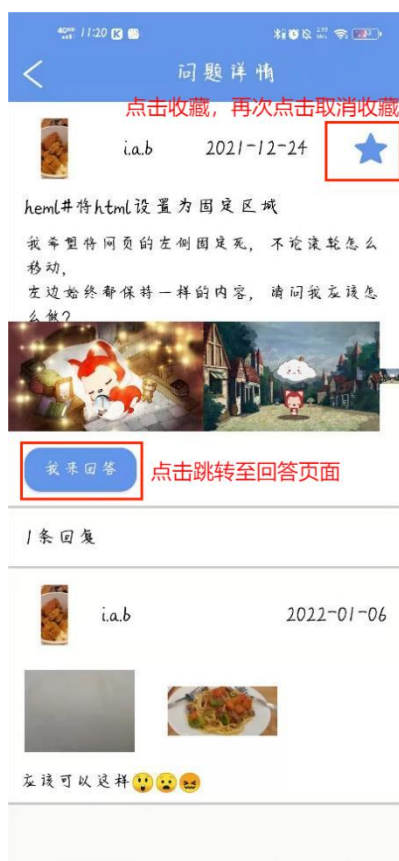 11:20
问题详情
点击收藏，再次点击取消收藏
i.a.b 2021-12-24
heml井将html设置为固定区域
我希望将网页的左侧固定死，不论滚轮怎么
移动，
左边始终都保持一样的内容，请问我应该怎
么做？
我来回答 点击跳转至回答页面
1条回复
i.a.b 2022-01-06
应该可以这样